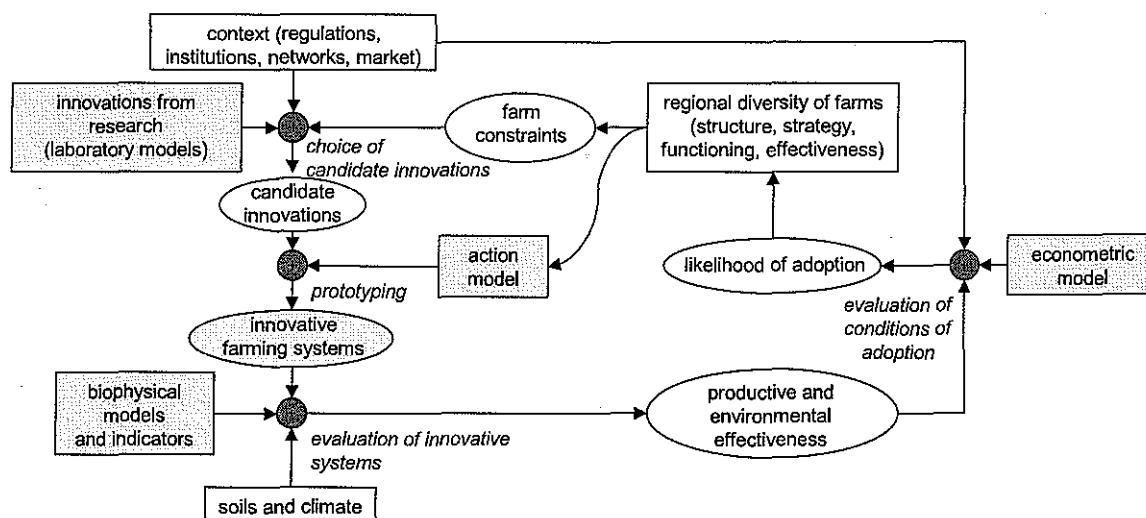 context (regulations,
institutions, networks, market)
innovations from
research
(laboratory models)
farm
constraints
regional diversity of farms
(structure, strategy,
functioning, effectiveness)
choice of
candidate innovations
candidate
innovations
action
model
likelihood of adoption
econometric
model
prototyping
evaluation of
conditions of
adoption
innovative
farming systems
biophysical
models
and indicators
productive and
environmental
effectiveness
evaluation of innovative
systems
soils and climate